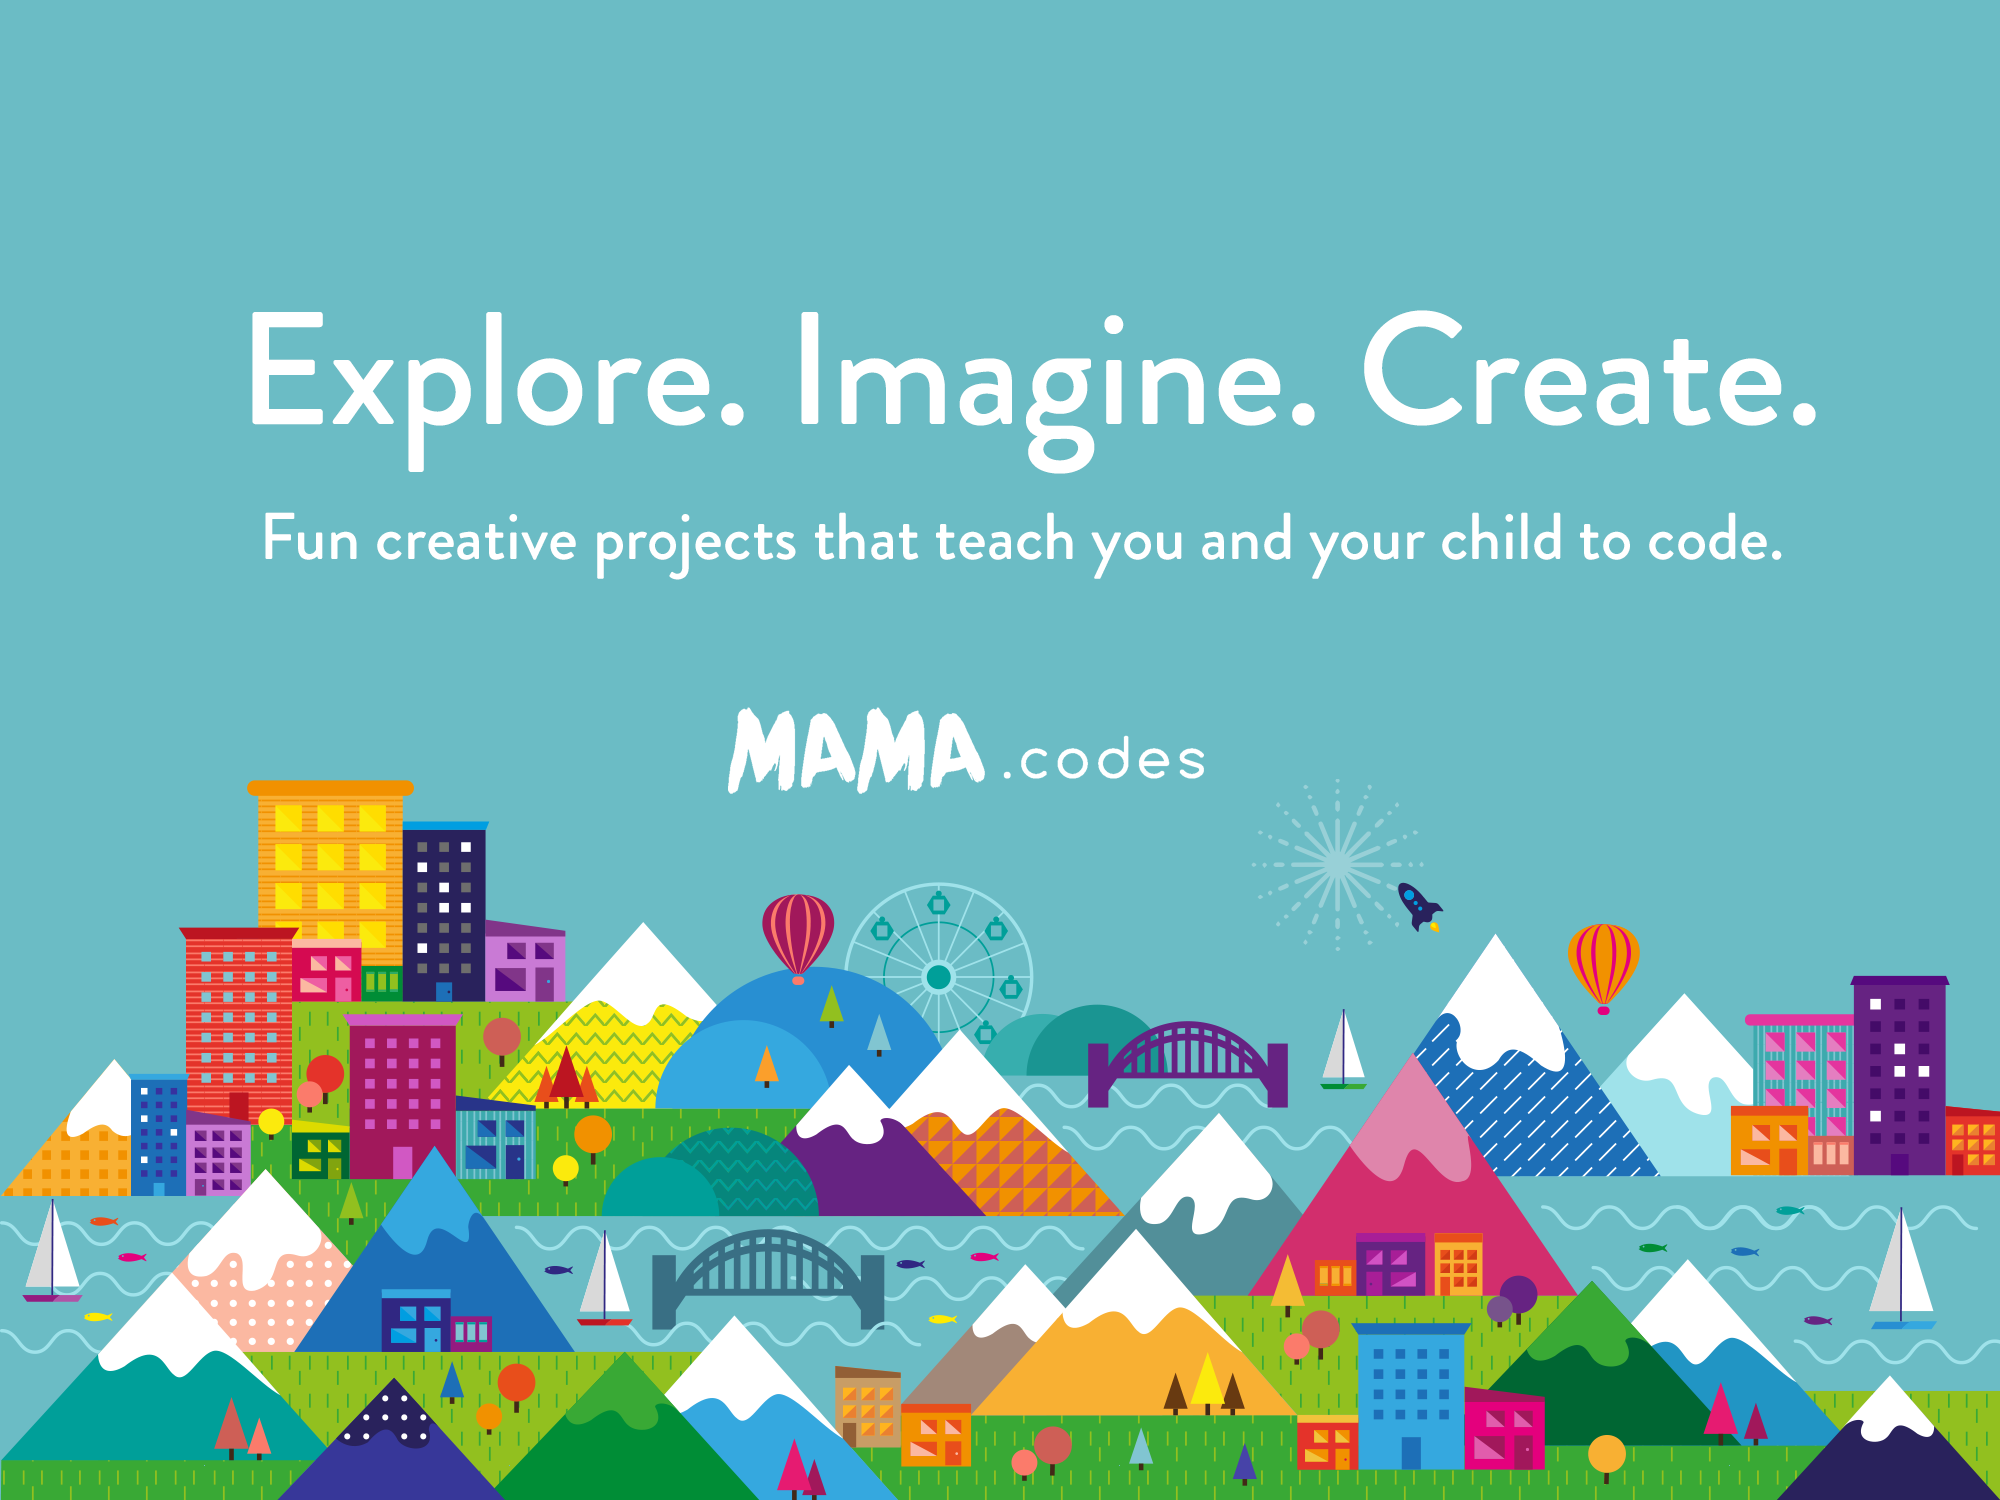 Explore. Imagine. Create.
Fun creative projects that teach you and your child to code.
MAMA.codes